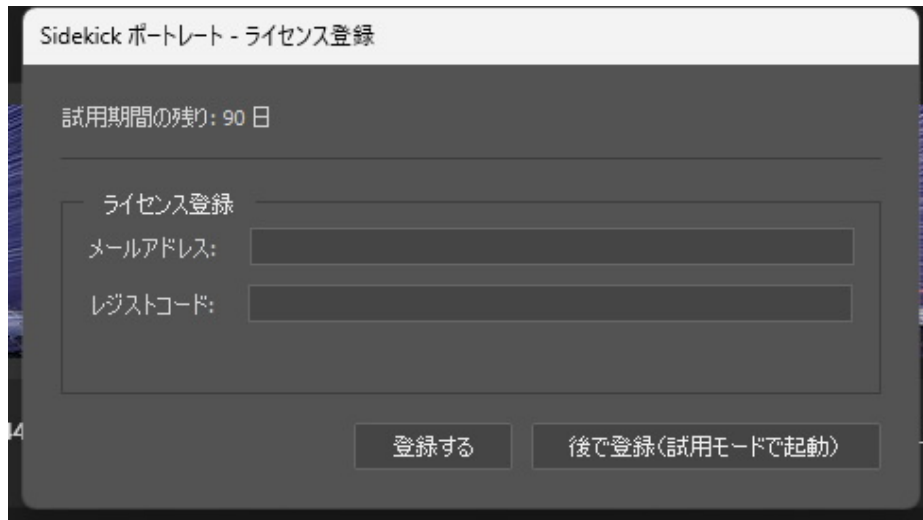 Sidekick ポートレート - ライセンス登録
試用期間の残り: 90 日
ライセンス登録
メールアドレス:
レジストコード:
44
登録する
後で登録(試用モードで起動)